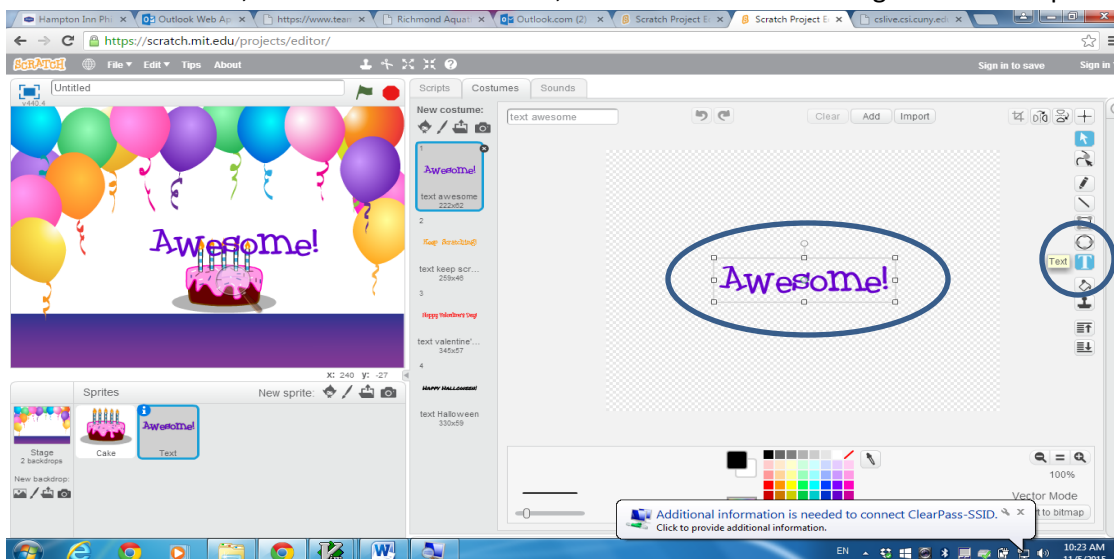 Hampton Inn Phi
Outlook Web Ap
https://www.tean
Richmond Aquat
Outlook.com (2)
Scratch Project E
Scratch Project E
cslive.csi.cuny.ed
https://scratch.mit.edu/projects/editor/
SCRATCH File Edit Tips About Sign in to save Sign in
Untitled
v440.4
Scripts Costumes Sounds
New costume:
text awesome
Clear Add Import
1
Awesome!
text awesome
222x62
2
Keep Scratching!
text keep scr...
259x46
3
Happy Valentine's Day!
text valentine'...
345x57
4
HAPPY HALLOWEEN!
text Halloween
330x59
Awesome!
Awesome!
Text
x: 240 y: -27
Sprites New sprite:
Stage
2 backdrops
New backdrop:
Cake
Awesome!
Text
100%
Vector Mode
to bitmap
Additional information is needed to connect ClearPass-SSID.
Click to provide additional information.
EN
10:23 AM
11/5/2015